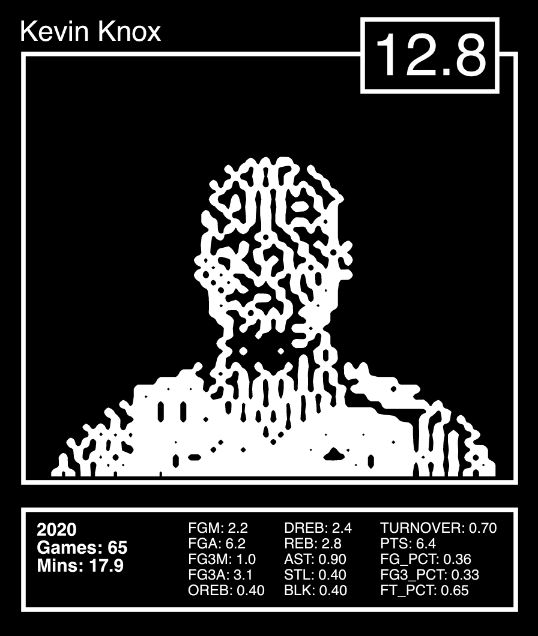 Kevin Knox
12.8
2020
Games: 65
Mins: 17.9
FGM: 2.2
FGA: 6.2
FG3M: 1.0
FG3A: 3.1
OREB: 0.40
DREB: 2.4
REB: 2.8
AST: 0.90
STL: 0.40
BLK: 0.40
TURNOVER: 0.70
PTS: 6.4
FG_PCT: 0.36
FG3_PCT: 0.33
FT_PCT: 0.65